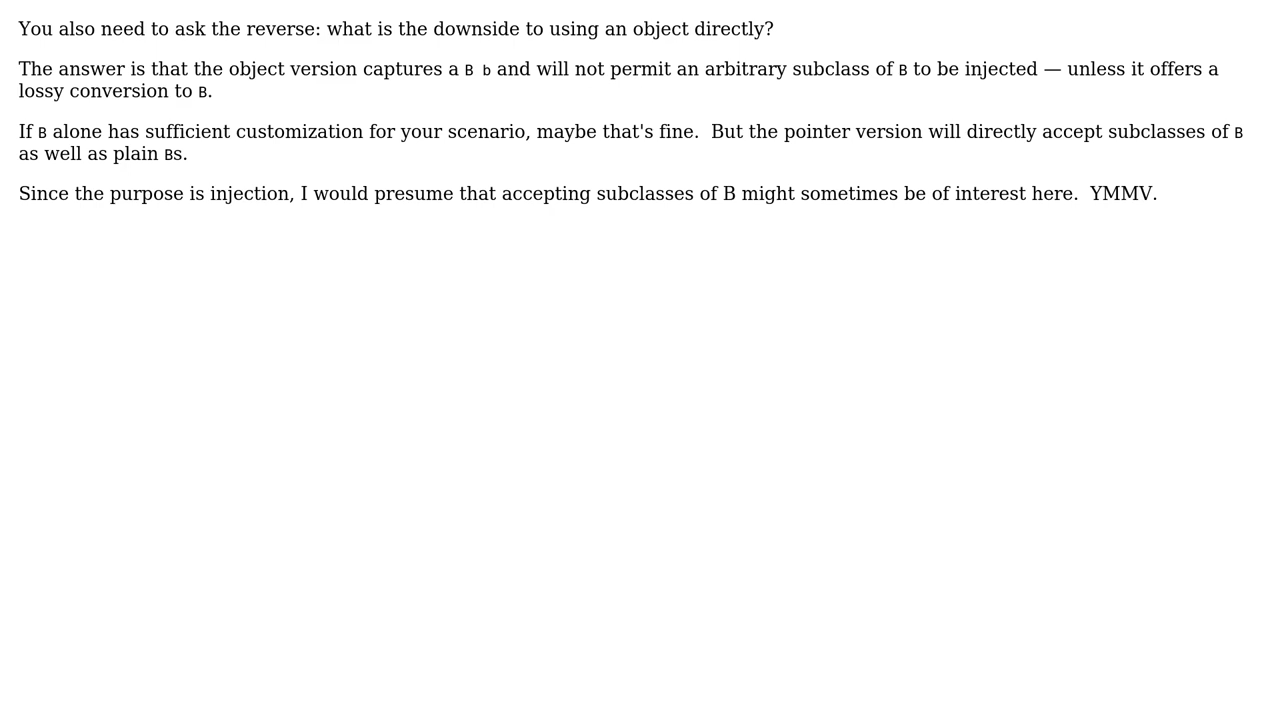 You also need to ask the reverse: what is the downside to using an object directly?
The answer is that the object version captures a B b and will not permit an arbitrary subclass of B to be injected — unless it offers a
lossy conversion to B.
If B alone has sufficient customization for your scenario, maybe that's fine.  But the pointer version will directly accept subclasses of B
as well as plain Bs.
Since the purpose is injection, I would presume that accepting subclasses of B might sometimes be of interest here.  YMMV.